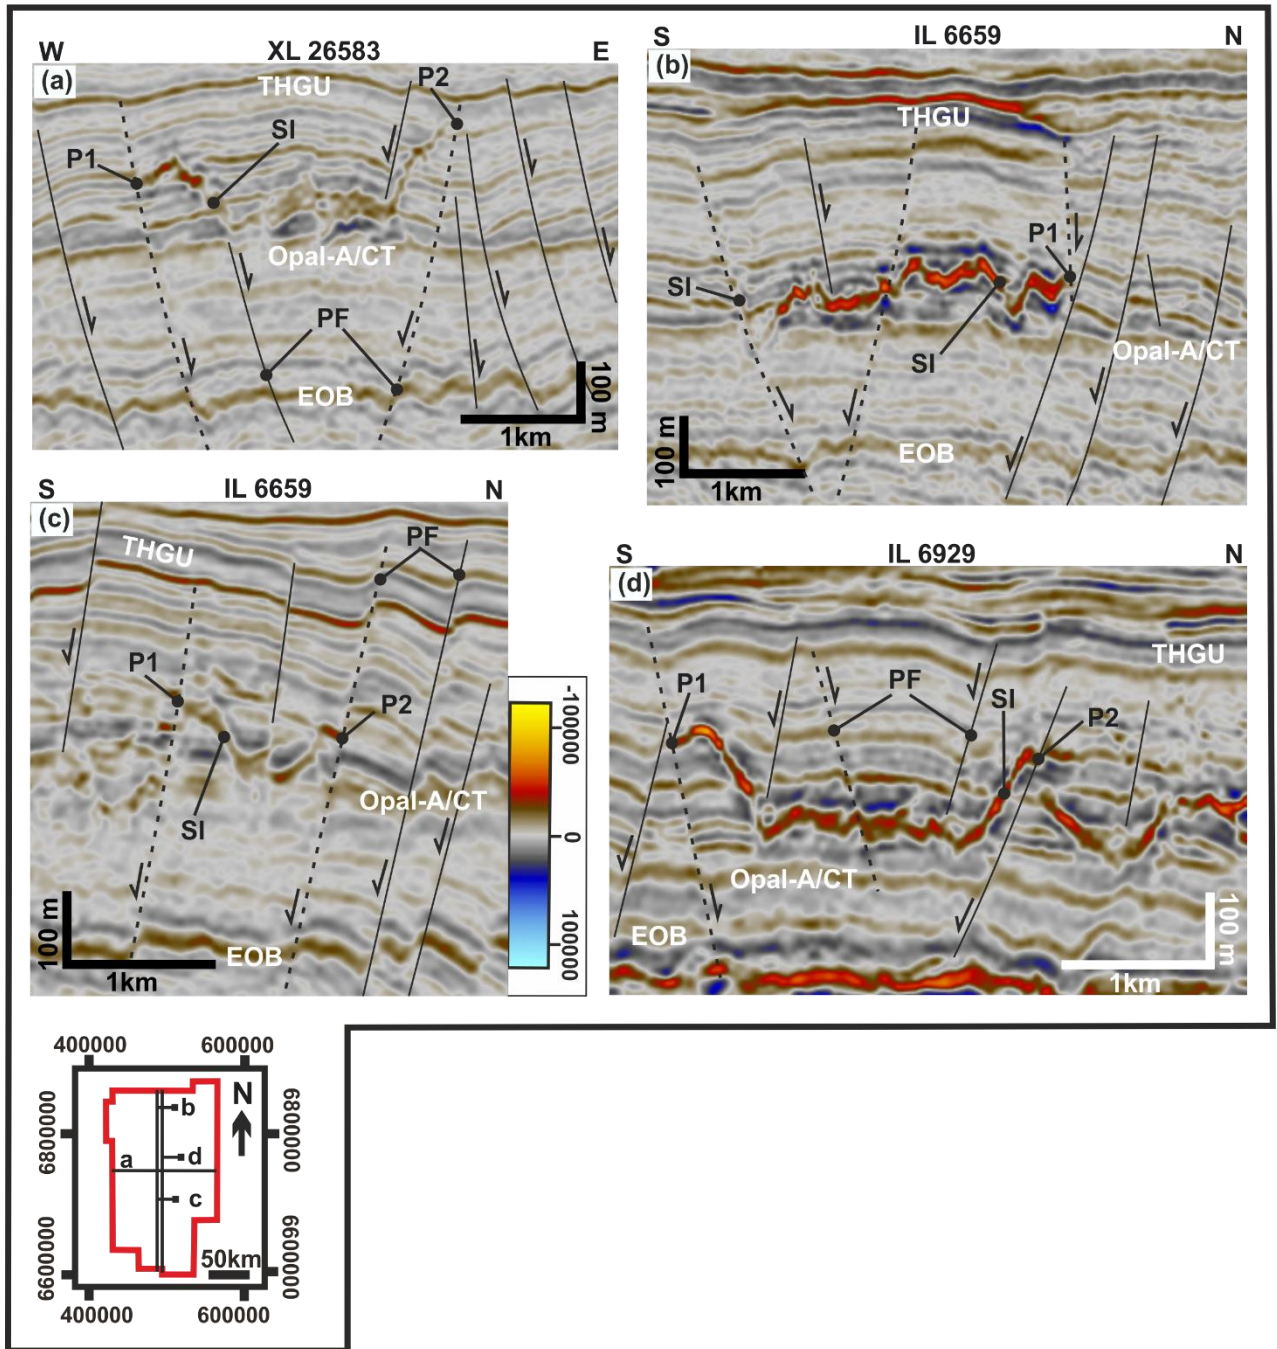 W XL 26583 E
(a)
THGU
P2
SI
P1
Opal-A/CT
PF
EOB
100 m
1km
S IL 6659 N
(b)
THGU
P1
SI
SI
Opal-A/CT
EOB
100 m
1km
S IL 6659 N
(c)
THGU
PF
P1
P2
SI
Opal-A/CT
EOB
100 m
1km
-100000
0
100000
S IL 6929 N
(d)
THGU
P1
PF
SI
P2
Opal-A/CT
EOB
100 m
1km
400000 600000
6800000
6800000
N
b
a
d
c
50km
6600000
6600000
400000 600000